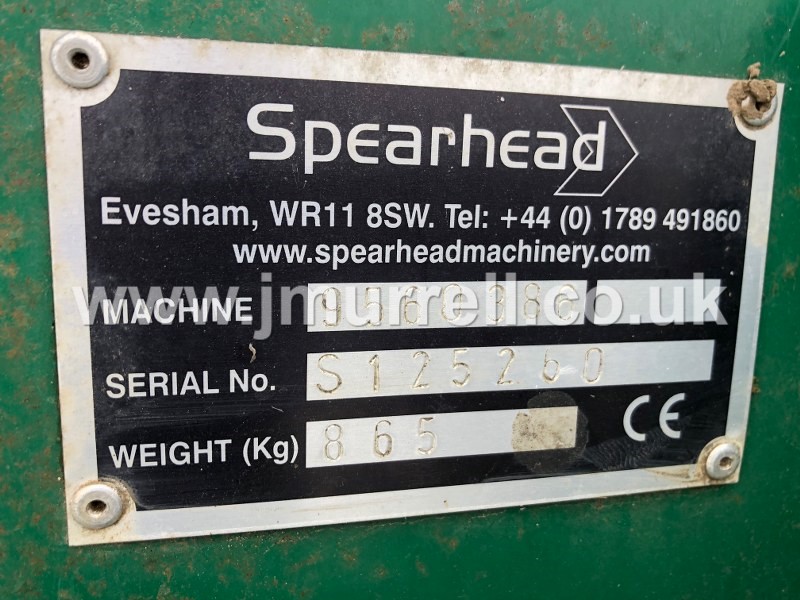 Spearhead
Evesham, WR11 8SW. Tel: +44 (0) 1789 491860
www.spearheadmachinery.com
www.jmurrell.co.uk
MACHINE
SERIAL No. S125260
WEIGHT (Kg) 865
CE